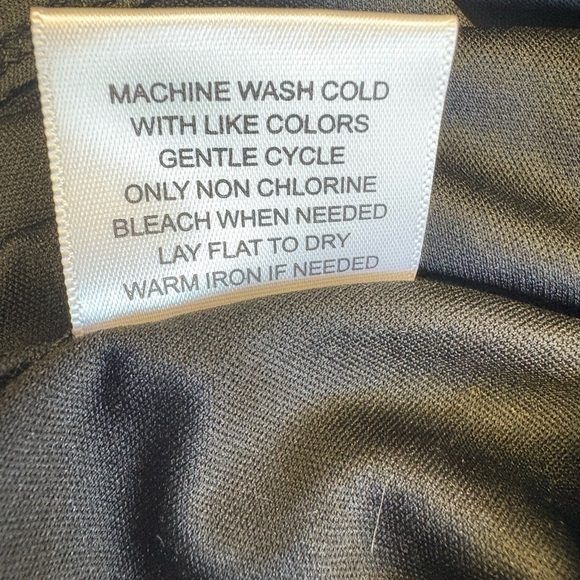 MACHINE WASH COLD
WITH LIKE COLORS
GENTLE CYCLE
ONLY NON CHLORINE
BLEACH WHEN NEEDED
LAY FLAT TO DRY
WARM IRON IF NEEDED